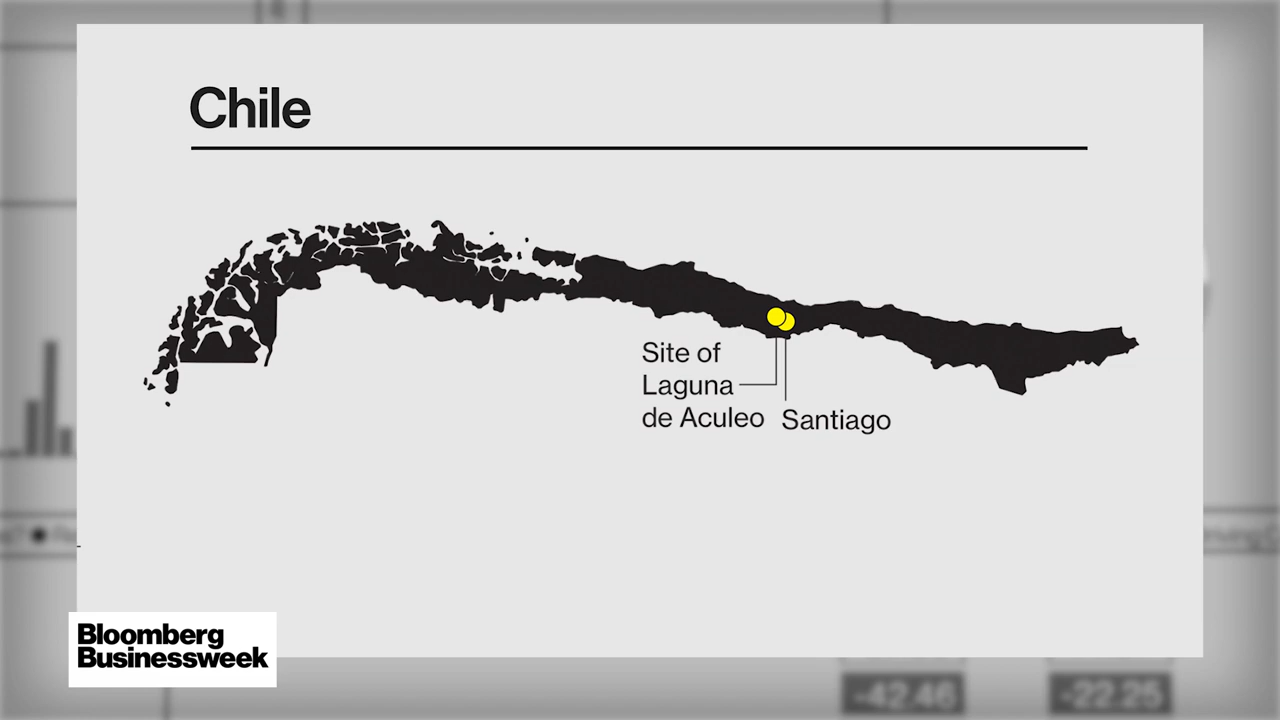 Chile
Site of
Laguna
de Aculeo
Santiago
Bloomberg
Businessweek
-42.46
-22.25